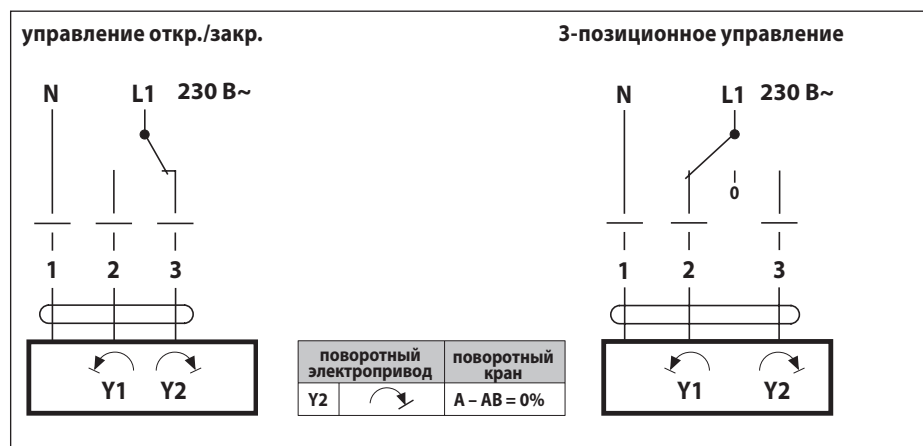 управление откр./закр.
N L1 230 В~
1 2 3
Y1 Y2
поворотный электропривод
поворотный кран
Y2 A – AB = 0%
3-позиционное управление
N L1 230 В~
0
1 2 3
Y1 Y2